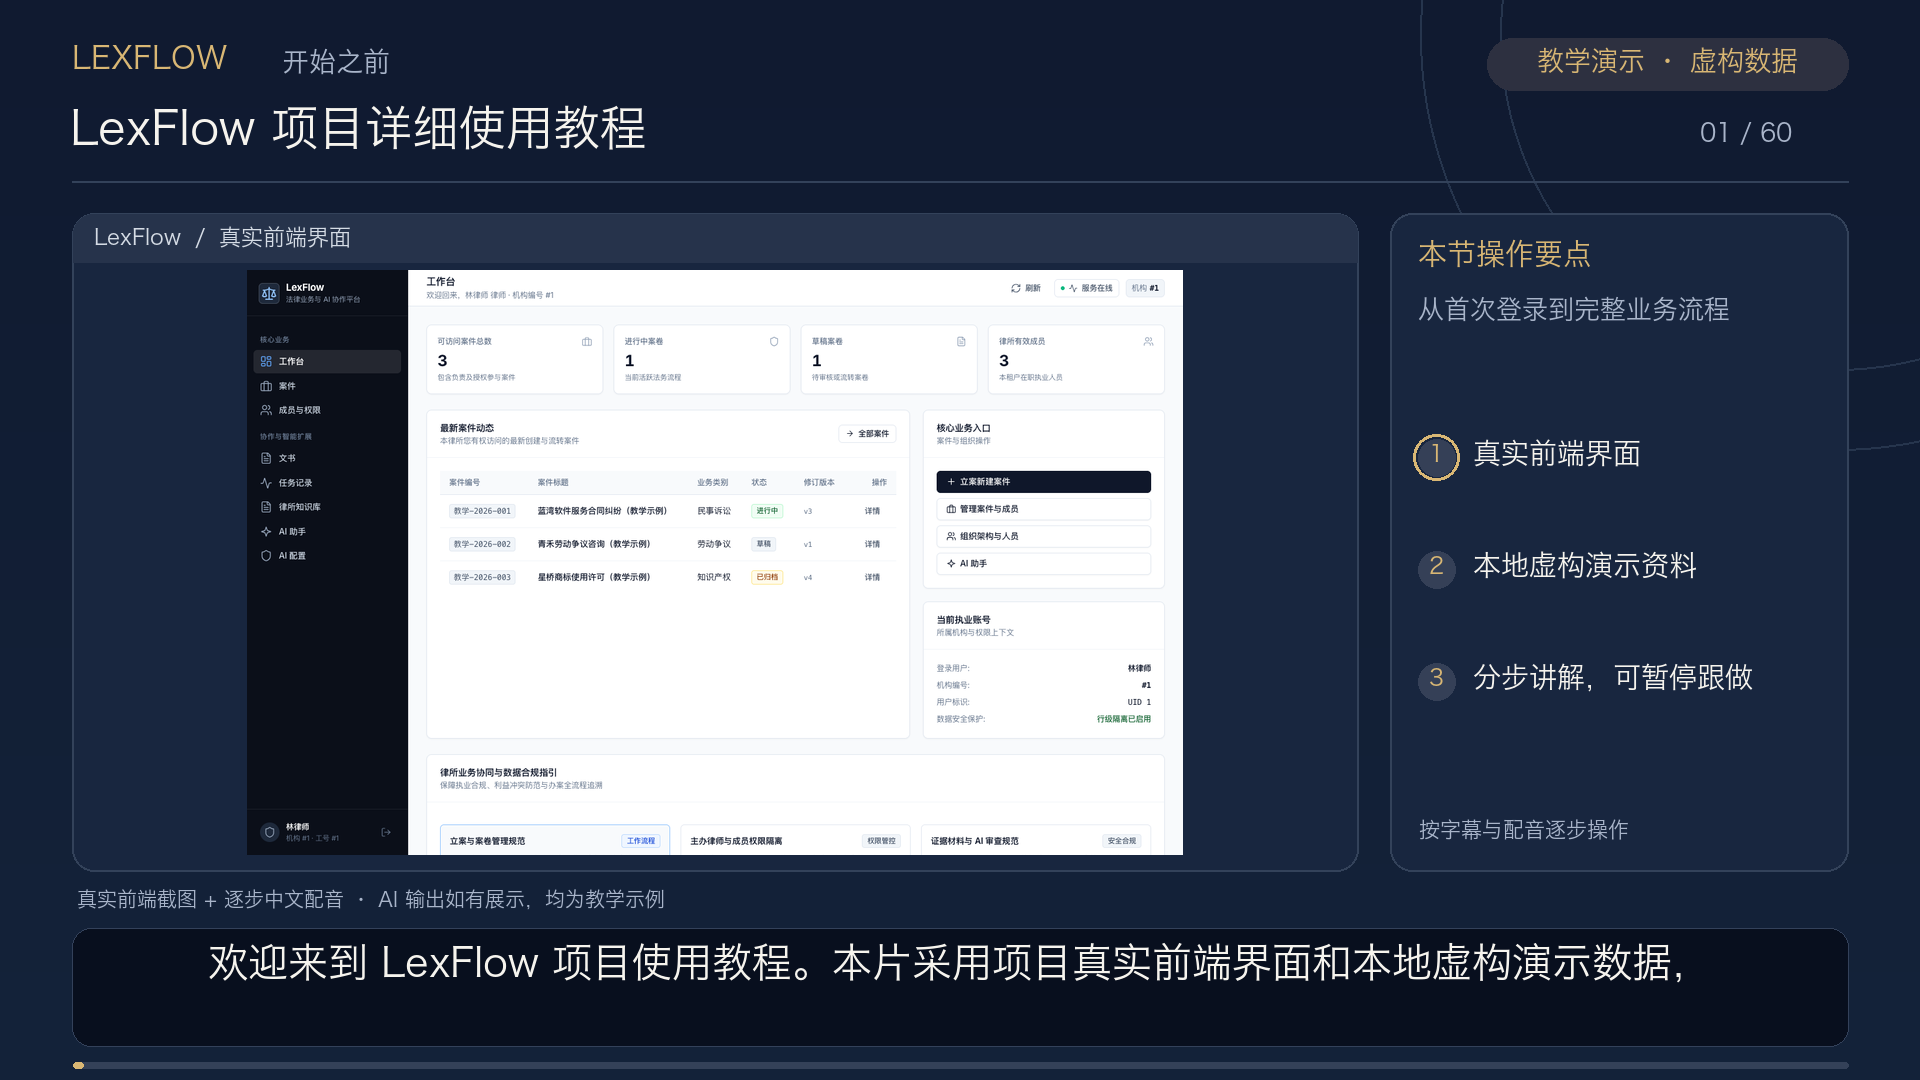 LEXFLOW 开始之前
教学演示 · 虚构数据
LexFlow 项目详细使用教程
01 / 60
LexFlow / 真实前端界面
LexFlow
法律业务与 AI 协作平台
核心业务
工作台
案件
成员与权限
协作与智能扩展
文书
任务记录
律所知识库
AI 助手
AI 配置
林律师
机构 #1 · 工号 #1
工作台
欢迎回来，林律师 律师 · 机构编号 #1
刷新
服务在线
机构 #1
可访问案件总数
3
包含负责及授权参与案件
进行中案卷
1
当前活跃法务流程
草稿案卷
1
待审核或流转案卷
律所有效成员
3
本租户在职执业人员
最新案件动态
本律所您有权访问的最新创建与流转案件
全部案件
案件编号 案件标题 业务类别 状态 修订版本 操作
教学-2026-001 蓝湾软件服务合同纠纷（教学示例） 民事诉讼 进行中 v3 详情
教学-2026-002 青禾劳动争议咨询（教学示例） 劳动争议 草稿 v1 详情
教学-2026-003 星桥商标使用许可（教学示例） 知识产权 已归档 v4 详情
核心业务入口
案件与组织操作
立案新建案件
管理案件与成员
组织架构与人员
AI 助手
当前执业账号
所属机构与权限上下文
登录用户: 林律师
机构编号: #1
用户标识: UID 1
数据安全保护: 行级隔离已启用
律所业务协同与数据合规指引
保障执业合规、利益冲突防范与办案全流程追溯
立案与案卷管理规范 工作流程
主办律师与成员权限隔离 权限管控
证据材料与 AI 审查规范 安全合规
本节操作要点
从首次登录到完整业务流程
1 真实前端界面
2 本地虚构演示资料
3 分步讲解，可暂停跟做
按字幕与配音逐步操作
真实前端截图 + 逐步中文配音 · AI 输出如有展示，均为教学示例
欢迎来到 LexFlow 项目使用教程。本片采用项目真实前端界面和本地虚构演示数据，